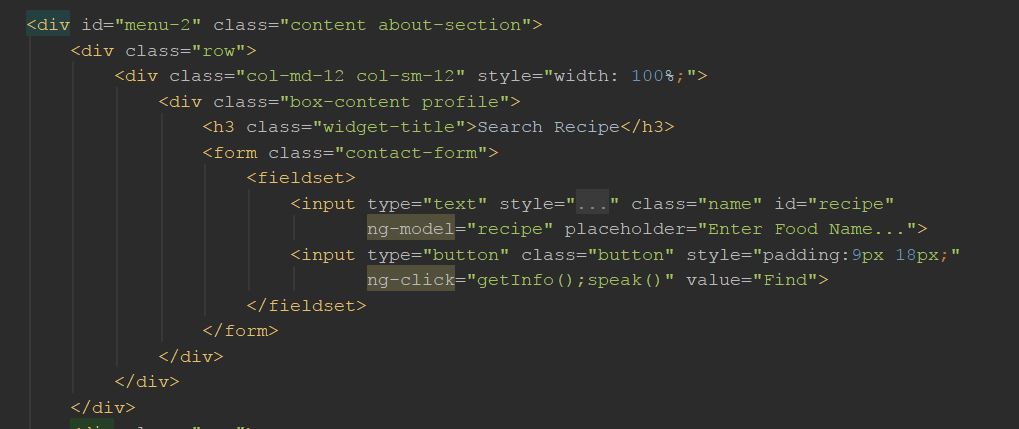 <div id="menu-2" class="content about-section">
<div class="row">
<div class="col-md-12 col-sm-12" style="width: 100%;">
<div class="box-content profile">
<h3 class="widget-title">Search Recipe</h3>
<form class="contact-form">
<fieldset>
<input type="text" style="..." class="name" id="recipe"
ng-model="recipe" placeholder="Enter Food Name...">
<input type="button" class="button" style="padding:9px 18px;"
ng-click="getInfo();speak()" value="Find">
</fieldset>
</form>
</div>
</div>
</div>